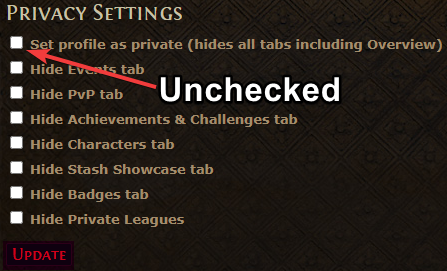 Privacy Settings
Set profile as private (hides all tabs including Overview)
Hide Events tab
Hide PvP tab
Unchecked
Hide Achievements & Challenges tab
Hide Characters tab
Hide Stash Showcase tab
Hide Badges tab
Hide Private Leagues
Update